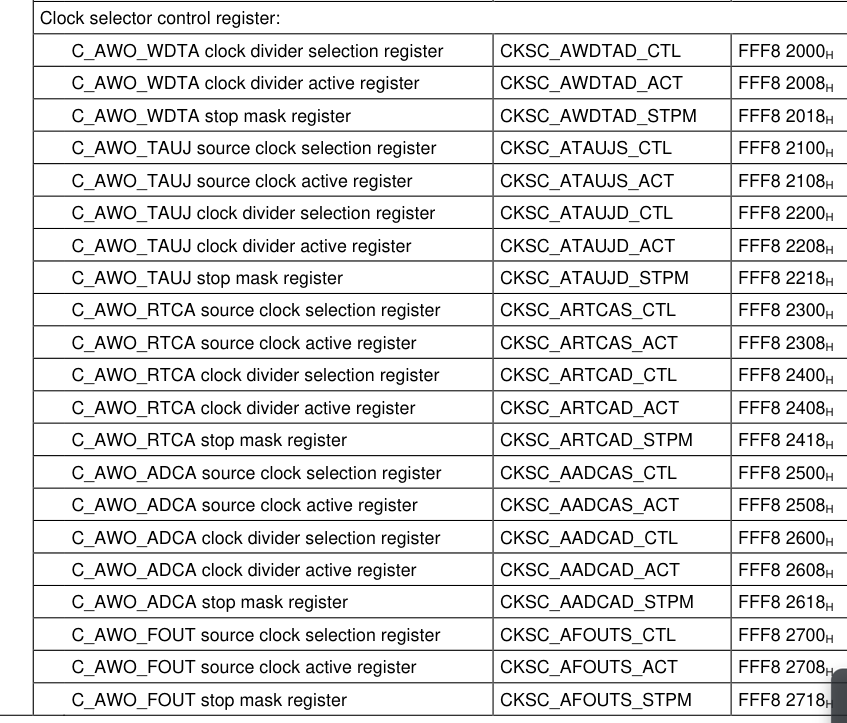 Clock selector control register:
C_AWO_WDTA clock divider selection register CKSC_AWDTAD_CTL FFF8 2000H
C_AWO_WDTA clock divider active register CKSC_AWDTAD_ACT FFF8 2008H
C_AWO_WDTA stop mask register CKSC_AWDTAD_STPM FFF8 2018H
C_AWO_TAUJ source clock selection register CKSC_ATAUJS_CTL FFF8 2100H
C_AWO_TAUJ source clock active register CKSC_ATAUJS_ACT FFF8 2108H
C_AWO_TAUJ clock divider selection register CKSC_ATAUJD_CTL FFF8 2200H
C_AWO_TAUJ clock divider active register CKSC_ATAUJD_ACT FFF8 2208H
C_AWO_TAUJ stop mask register CKSC_ATAUJD_STPM FFF8 2218H
C_AWO_RTCA source clock selection register CKSC_ARTCAS_CTL FFF8 2300H
C_AWO_RTCA source clock active register CKSC_ARTCAS_ACT FFF8 2308H
C_AWO_RTCA clock divider selection register CKSC_ARTCAD_CTL FFF8 2400H
C_AWO_RTCA clock divider active register CKSC_ARTCAD_ACT FFF8 2408H
C_AWO_RTCA stop mask register CKSC_ARTCAD_STPM FFF8 2418H
C_AWO_ADCA source clock selection register CKSC_AADCAS_CTL FFF8 2500H
C_AWO_ADCA source clock active register CKSC_AADCAS_ACT FFF8 2508H
C_AWO_ADCA clock divider selection register CKSC_AADCAD_CTL FFF8 2600H
C_AWO_ADCA clock divider active register CKSC_AADCAD_ACT FFF8 2608H
C_AWO_ADCA stop mask register CKSC_AADCAD_STPM FFF8 2618H
C_AWO_FOUT source clock selection register CKSC_AFOUTS_CTL FFF8 2700H
C_AWO_FOUT source clock active register CKSC_AFOUTS_ACT FFF8 2708H
C_AWO_FOUT stop mask register CKSC_AFOUTS_STPM FFF8 2718H